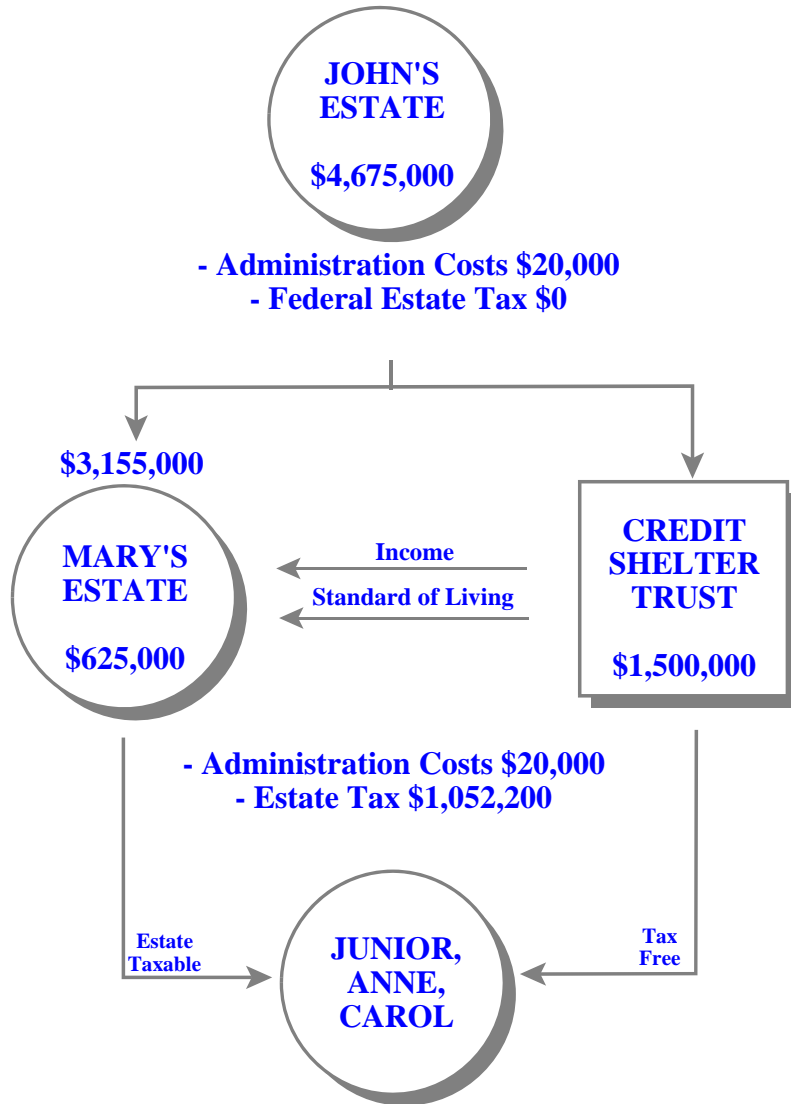 JOHN'S
ESTATE
$4,675,000
- Administration Costs $20,000
- Federal Estate Tax $0
$3,155,000
MARY'S
ESTATE
$625,000
Income
Standard of Living
CREDIT
SHELTER
TRUST
$1,500,000
- Administration Costs $20,000
- Estate Tax $1,052,200
Estate
Taxable
JUNIOR,
ANNE,
CAROL
Tax
Free